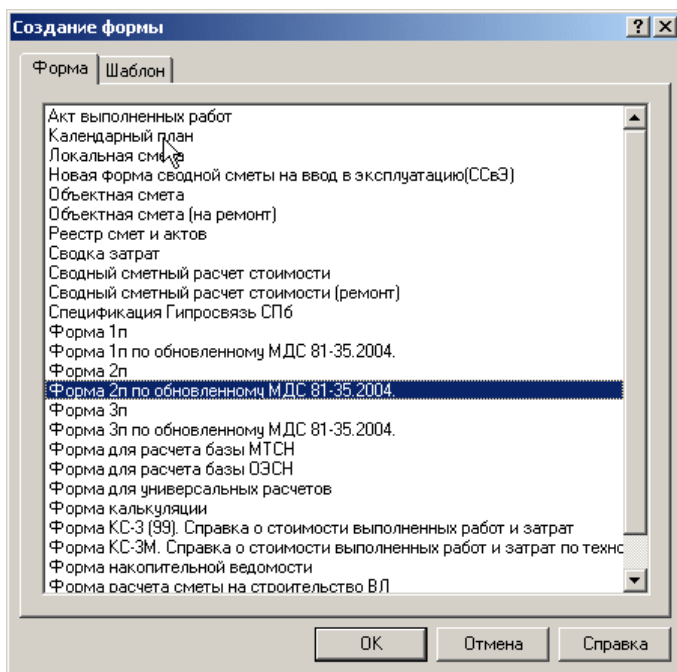 Создание формы
Форма
Шаблон
Акт выполненных работ
Календарный план
Локальная смета
Новая форма сводной сметы на ввод в эксплуатацию(ССвЭ)
Объектная смета
Объектная смета (на ремонт)
Реестр смет и актов
Сводка затрат
Сводный сметный расчет стоимости
Сводный сметный расчет стоимости (ремонт)
Спецификация Гипросвязь СПб
Форма 1п
Форма 1п по обновленному МДС 81-35.2004.
Форма 2п
Форма 2п по обновленному МДС 81-35.2004.
Форма 3п
Форма 3п по обновленному МДС 81-35.2004.
Форма для расчета базы МТСН
Форма для расчета базы ОЭСН
Форма для универсальных расчетов
Форма калькуляции
Форма КС-3 (99). Справка о стоимости выполненных работ и затрат
Форма КС-3М. Справка о стоимости выполненных работ и затрат по техно
Форма накопительной ведомости
Форма расчета сметы на строительство ВЛ
OK
Отмена
Справка